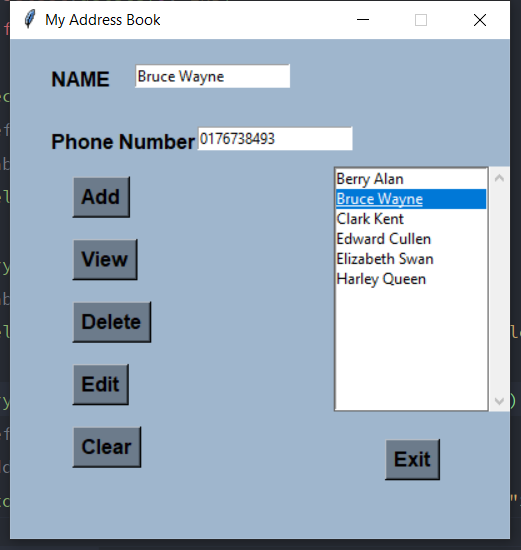 My Address Book
NAME
Bruce Wayne
Phone Number
0176738493
Add
View
Delete
Edit
Clear
Berry Alan
Bruce Wayne
Clark Kent
Edward Cullen
Elizabeth Swan
Harley Queen
Exit